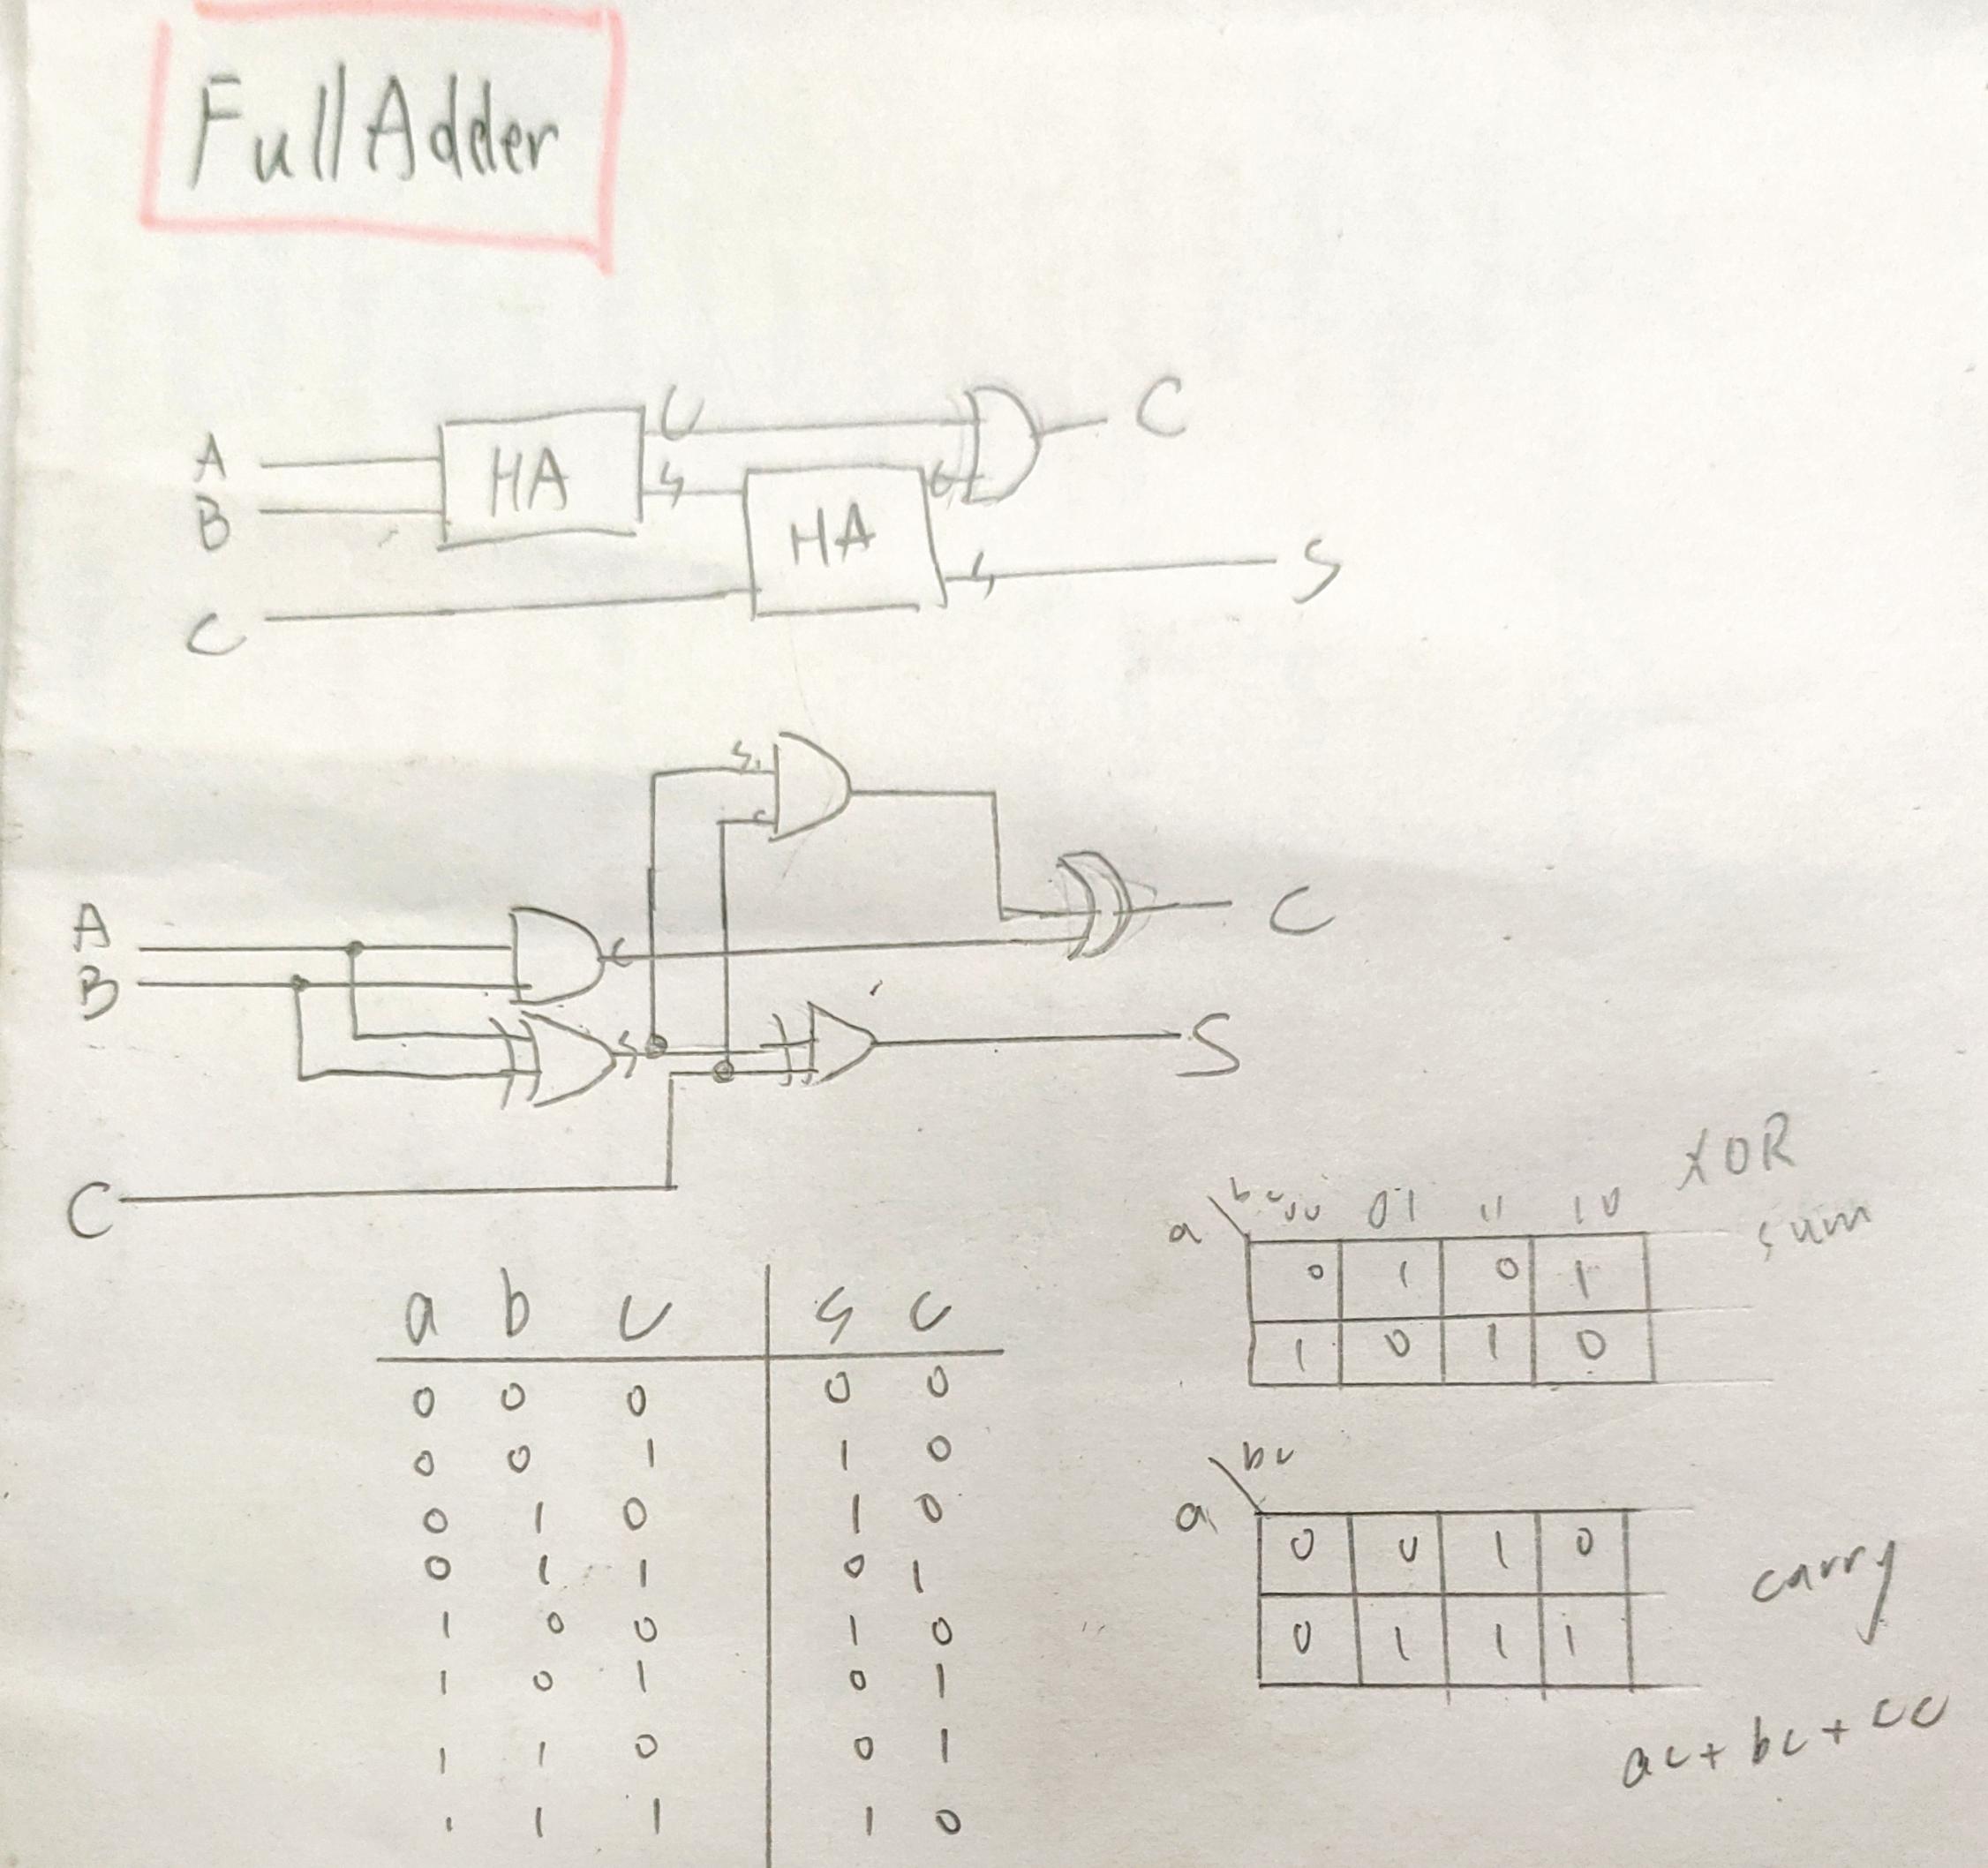 Full Adder
C C
A HA
B S HA C
S S
C
S
C
C
A C
B
S S
C
XOR
bc 00 01 11 10
a sum
0 1 0 1
1 0 1 0
a b c s c
0 0 0 0 0
0 0 1 1 0
0 1 0 1 0
0 1 1 0 1
1 0 0 1 0
1 0 1 0 1
1 1 0 0 1
1 1 1 1 0
bc
a
0 0 1 0
carry
0 1 1 1
ac + bc + cc